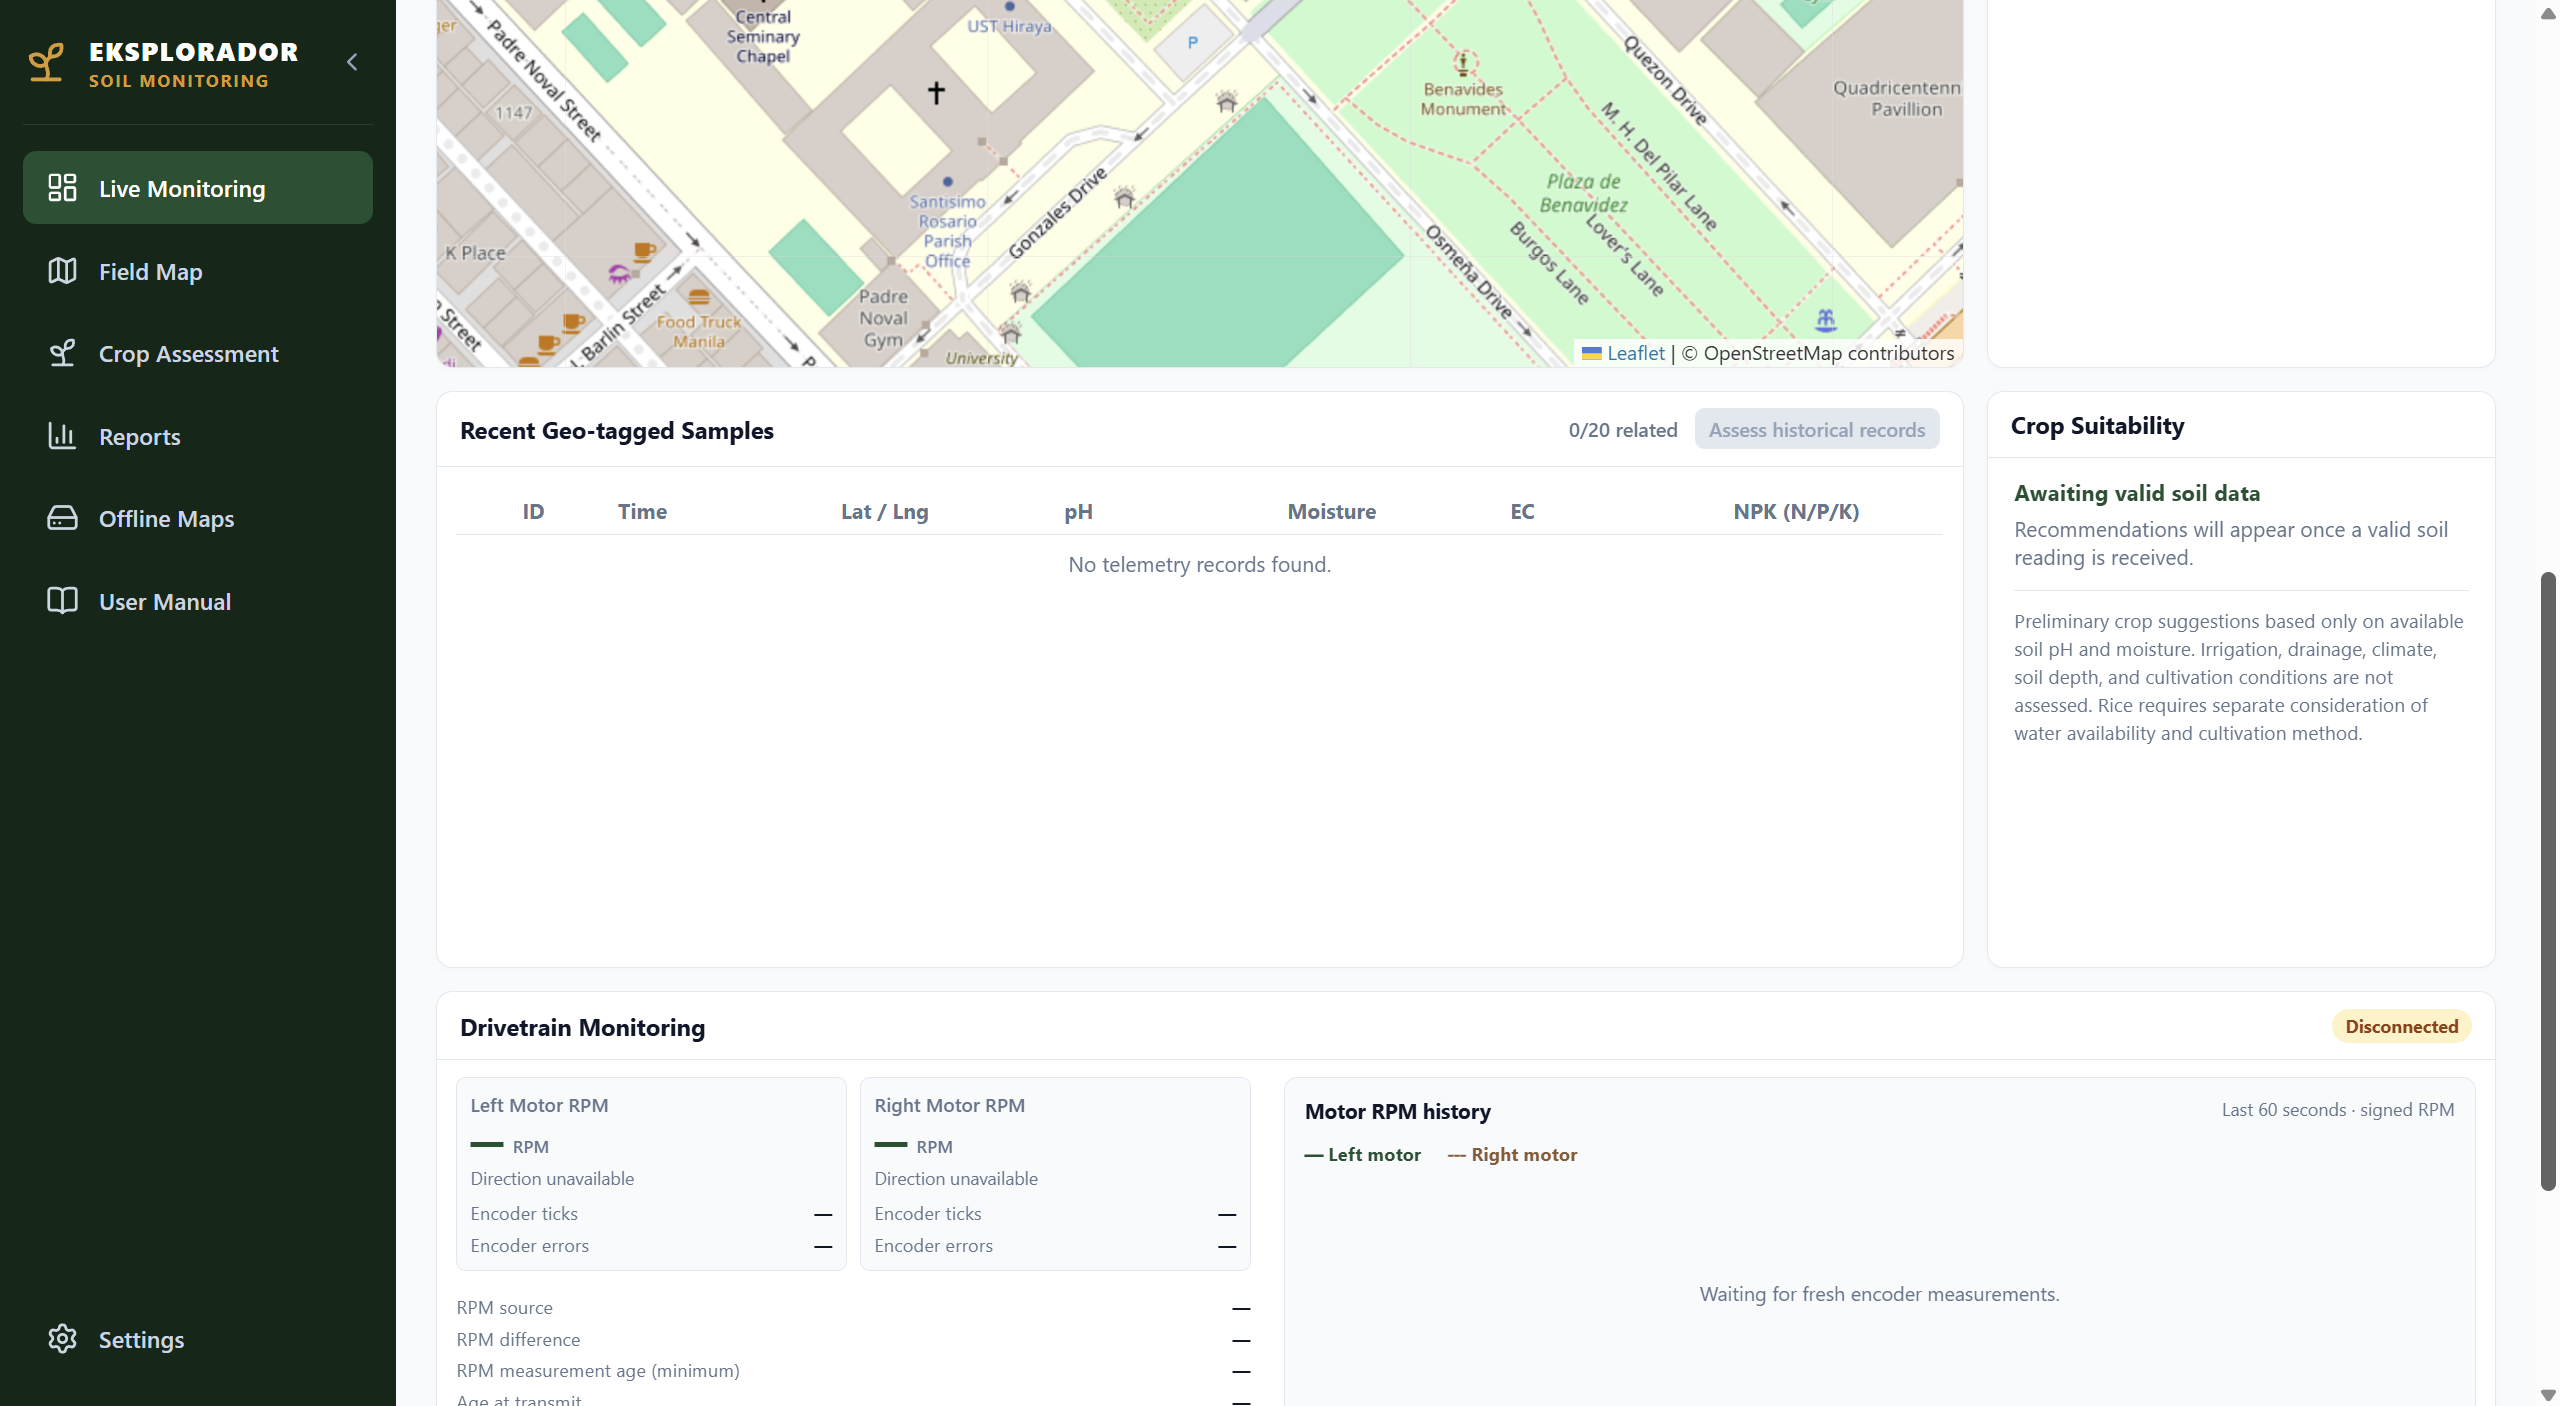 EKSPLORADOR
SOIL MONITORING
Live Monitoring
Field Map
Crop Assessment
Reports
Offline Maps
User Manual
Settings
Central
Seminary
Chapel
UST Hiraya
P
Padre Noval Street
1147
K Place
Street
L-Barlin Street
Food Truck
Manila
Santisimo
Rosario
Parish
Office
Gonzales Drive
Padre
Noval
Gym
University
Benavides
Monument
Quezon Drive
Quadricentenn
Pavillion
M. H. Del Pilar Lane
Plaza de
Benavidez
Lover's Lane
Burgos Lane
Osmeña Drive
Leaflet | © OpenStreetMap contributors
Recent Geo-tagged Samples
0/20 related
Assess historical records
ID Time Lat / Lng pH Moisture EC NPK (N/P/K)
No telemetry records found.
Crop Suitability
Awaiting valid soil data
Recommendations will appear once a valid soil
reading is received.
Preliminary crop suggestions based only on available
soil pH and moisture. Irrigation, drainage, climate,
soil depth, and cultivation conditions are not
assessed. Rice requires separate consideration of
water availability and cultivation method.
Drivetrain Monitoring
Disconnected
Left Motor RPM
— RPM
Direction unavailable
Encoder ticks —
Encoder errors —
Right Motor RPM
— RPM
Direction unavailable
Encoder ticks —
Encoder errors —
RPM source —
RPM difference —
RPM measurement age (minimum) —
Age at transmit —
Motor RPM history
Last 60 seconds · signed RPM
— Left motor --- Right motor
Waiting for fresh encoder measurements.